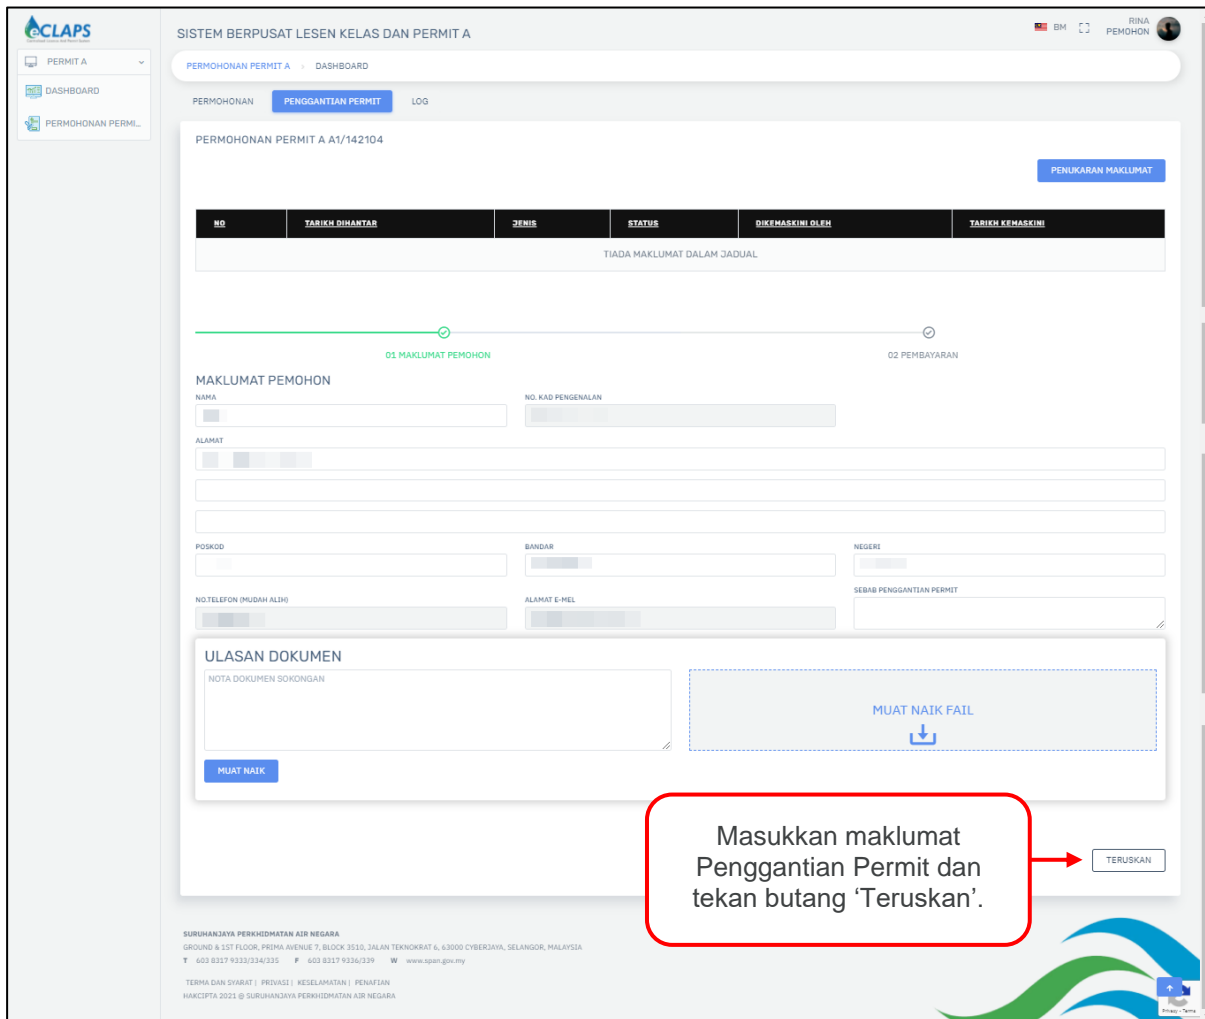 eCLAPS
SISTEM BERPUSAT LESEN KELAS DAN PERMIT A
BM
RINA
PEMOHON
PERMIT A
DASHBOARD
PERMOHONAN PERMI...
PERMOHONAN PERMIT A > DASHBOARD
PERMOHONAN PENGGANTIAN PERMIT LOG
PERMOHONAN PERMIT A A1/142104
PENUKARAN MAKLUMAT
NO TARIKH DIHANTAR JENIS STATUS DIKEMASKINI OLEH TARIKH KEMASKINI
TIADA MAKLUMAT DALAM JADUAL
01 MAKLUMAT PEMOHON 02 PEMBAYARAN
MAKLUMAT PEMOHON
NAMA NO. KAD PENGENALAN
ALAMAT
POSKOD BANDAR NEGERI
NO.TELEFON (MUDAH ALIH) ALAMAT E-MEL SEBAB PENGGANTIAN PERMIT
ULASAN DOKUMEN
NOTA DOKUMEN SOKONGAN
MUAT NAIK FAIL
MUAT NAIK
Masukkan maklumat
Penggantian Permit dan
tekan butang ‘Teruskan’.
TERUSKAN
SURUHANJAYA PERKHIDMATAN AIR NEGARA
GROUND & 1ST FLOOR, PRIMA AVENUE 7, BLOCK 3510, JALAN TEKNOKRAT 6, 63000 CYBERJAYA, SELANGOR, MALAYSIA
T 603 8317 9333/334/335 F 603 8317 9336/339 W www.span.gov.my
TERMA DAN SYARAT | PRIVASI | KESELAMATAN | PENAFIAN
HAKCIPTA 2021 @ SURUHANJAYA PERKHIDMATAN AIR NEGARA
Privacy - Terms